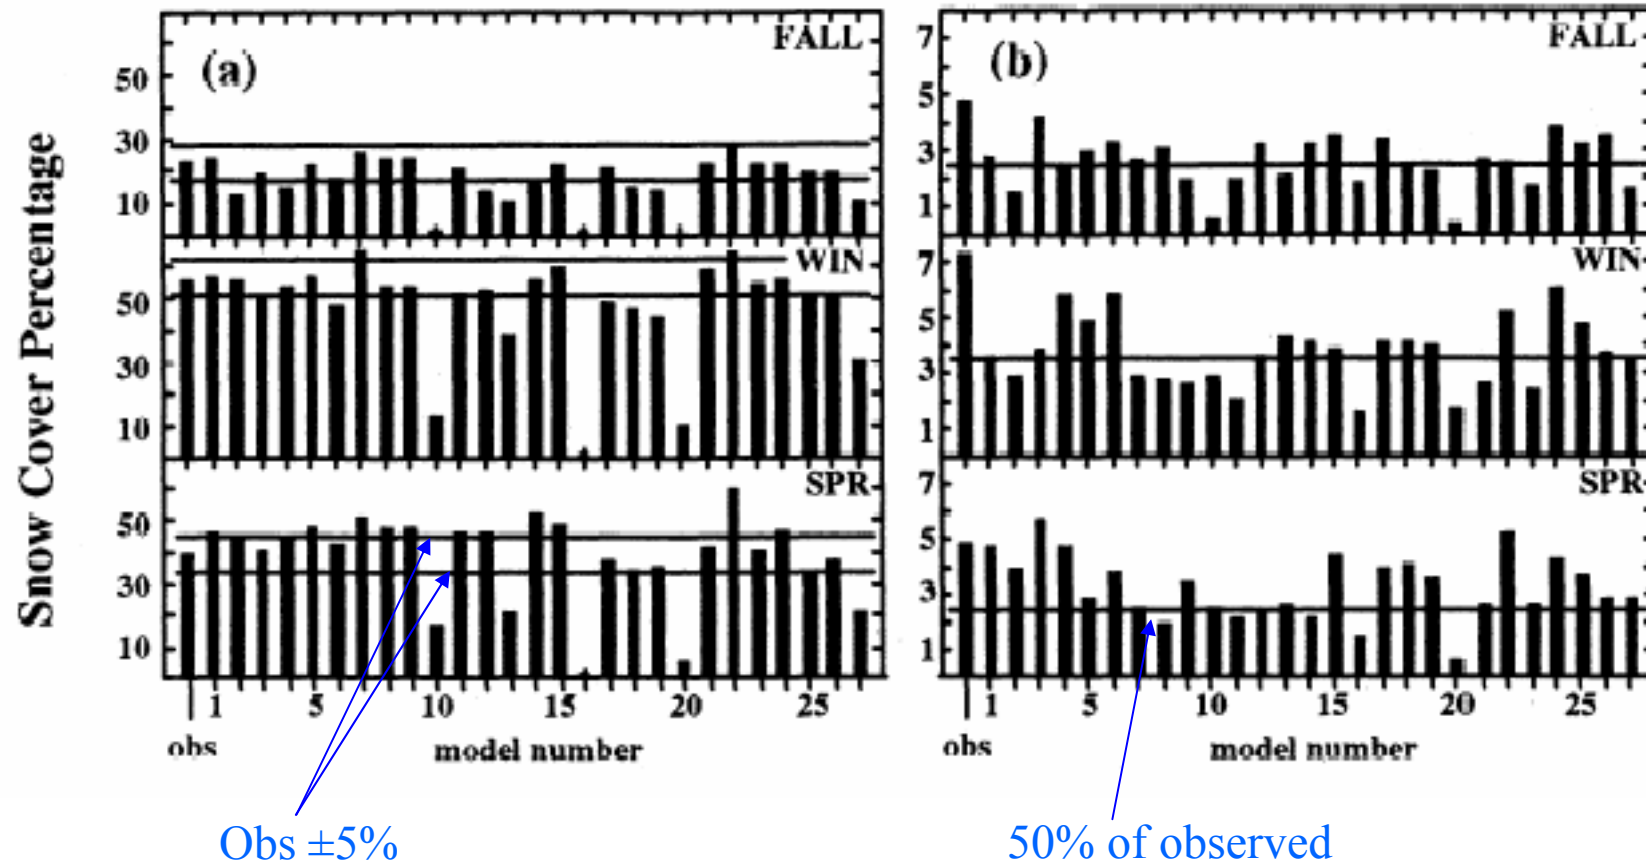 Snow Cover Percentage
(a)
FALL
50
30
10
WIN
50
30
10
SPR
50
30
10
1 5 10 15 20 25
obs model number
Obs ±5%
(b)
FALL
7
5
3
1
WIN
7
5
3
1
SPR
7
5
3
1
1 5 10 15 20 25
obs model number
50% of observed